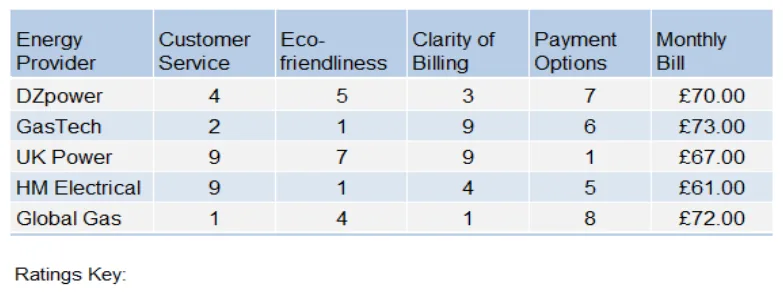 Energy Provider Customer Service Eco-friendliness Clarity of Billing Payment Options Monthly Bill
DZpower 4 5 3 7 £70.00
GasTech 2 1 9 6 £73.00
UK Power 9 7 9 1 £67.00
HM Electrical 9 1 4 5 £61.00
Global Gas 1 4 1 8 £72.00
Ratings Key: